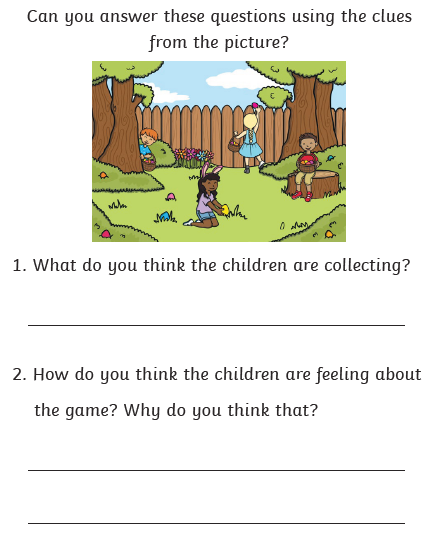 Can you answer these questions using the clues
from the picture?
1. What do you think the children are collecting?
2. How do you think the children are feeling about
the game? Why do you think that?